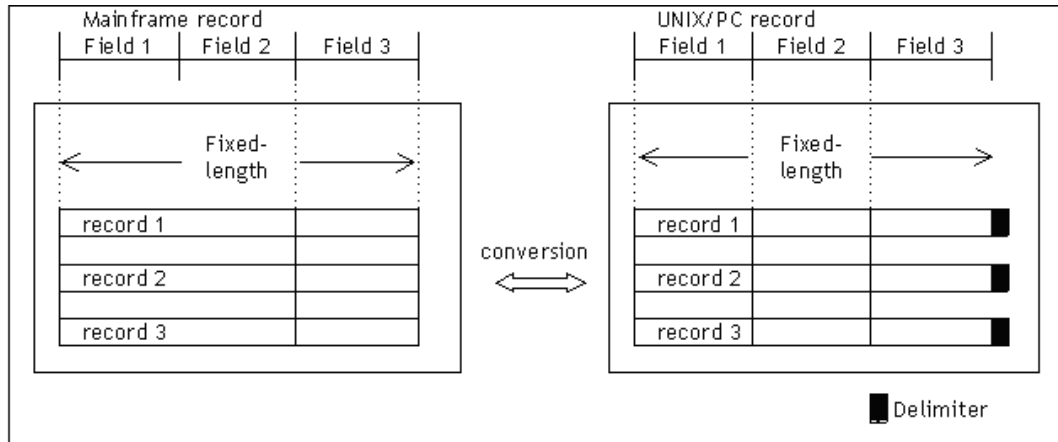 Mainframe record
Field 1 Field 2 Field 3
Fixed-
length
record 1
record 2
record 3
conversion
UNIX/PC record
Field 1 Field 2 Field 3
Fixed-
length
record 1
record 2
record 3
Delimiter